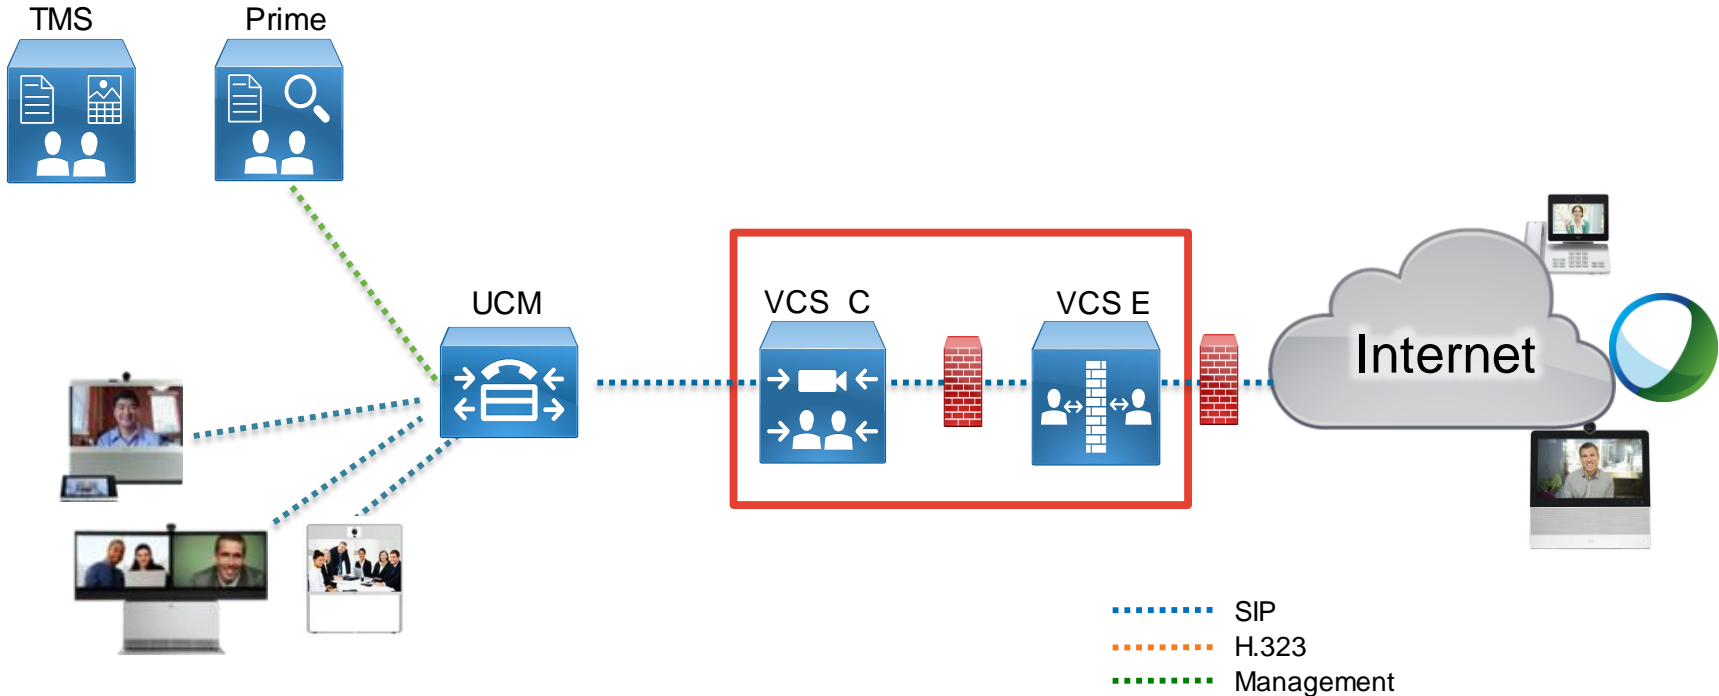 TMS
Prime
UCM
VCS C
VCS E
Internet
SIP
H.323
Management